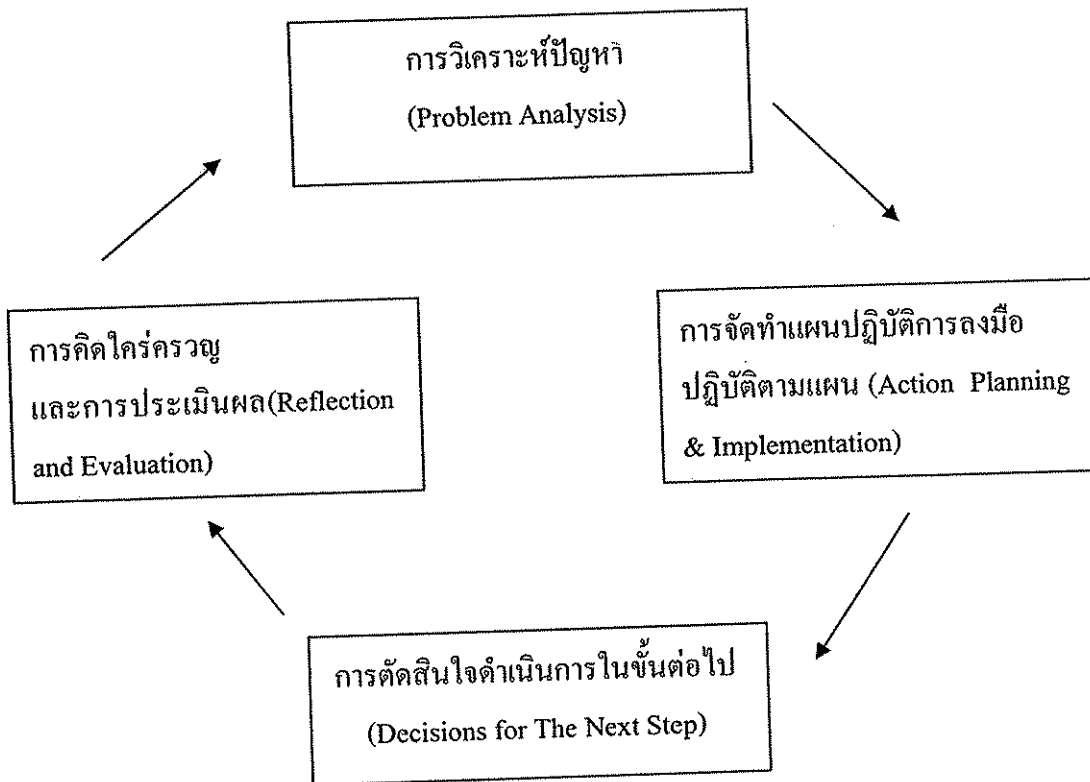 การวิเคราะห์ปัญหา
(Problem Analysis)
การจัดทำแผนปฏิบัติการลงมือ
ปฏิบัติตามแผน (Action Planning
& Implementation)
การตัดสินใจดำเนินการในขั้นต่อไป
(Decisions for The Next Step)
การคิดใคร่ครวญ
และการประเมินผล(Reflection
and Evaluation)